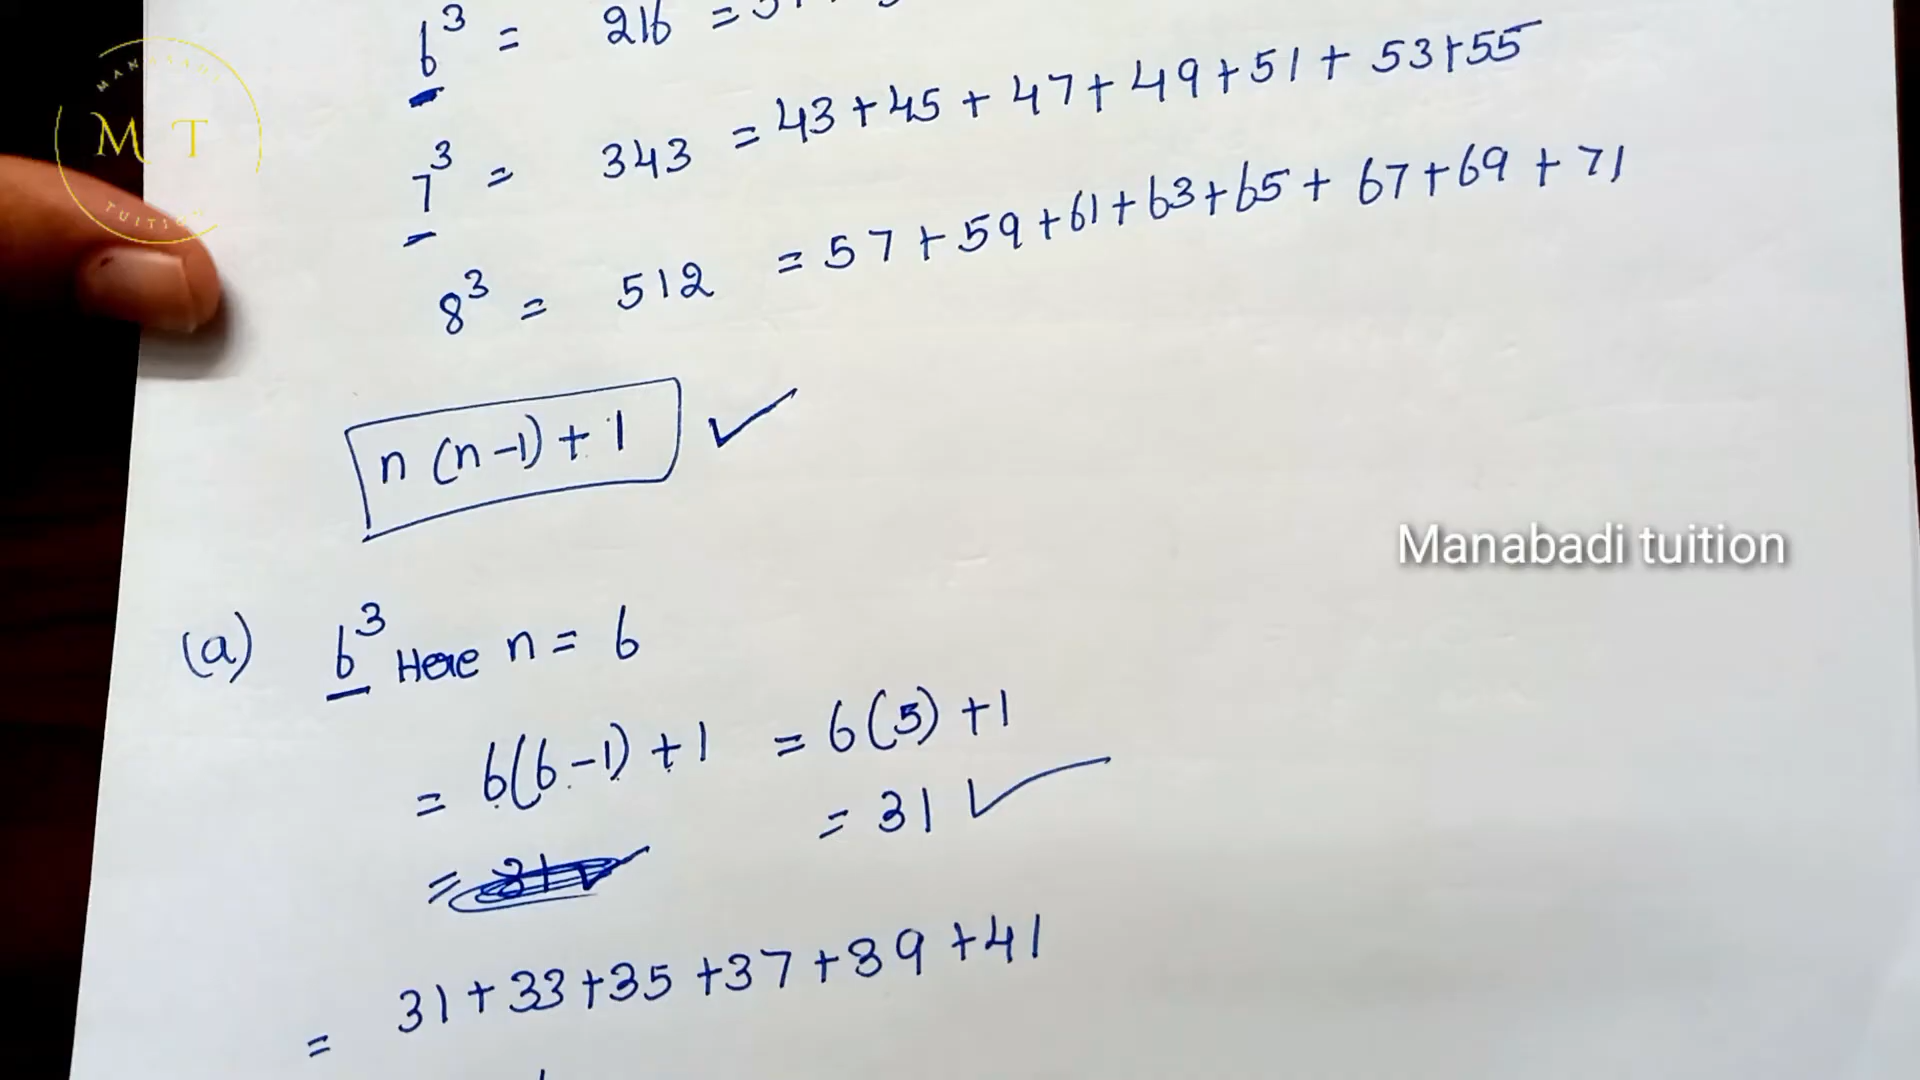 6³ = 216 =
7³ = 343 = 43+45+47+49+51+53+55
8³ = 512 = 57+59+61+63+65+67+69+71
n(n-1)+1
(a) 6³ Here n = 6
= 6(6-1)+1 = 6(5)+1
= 31
=
= 31+33+35+37+39+41
MT
TUITION
Manabadi tuition